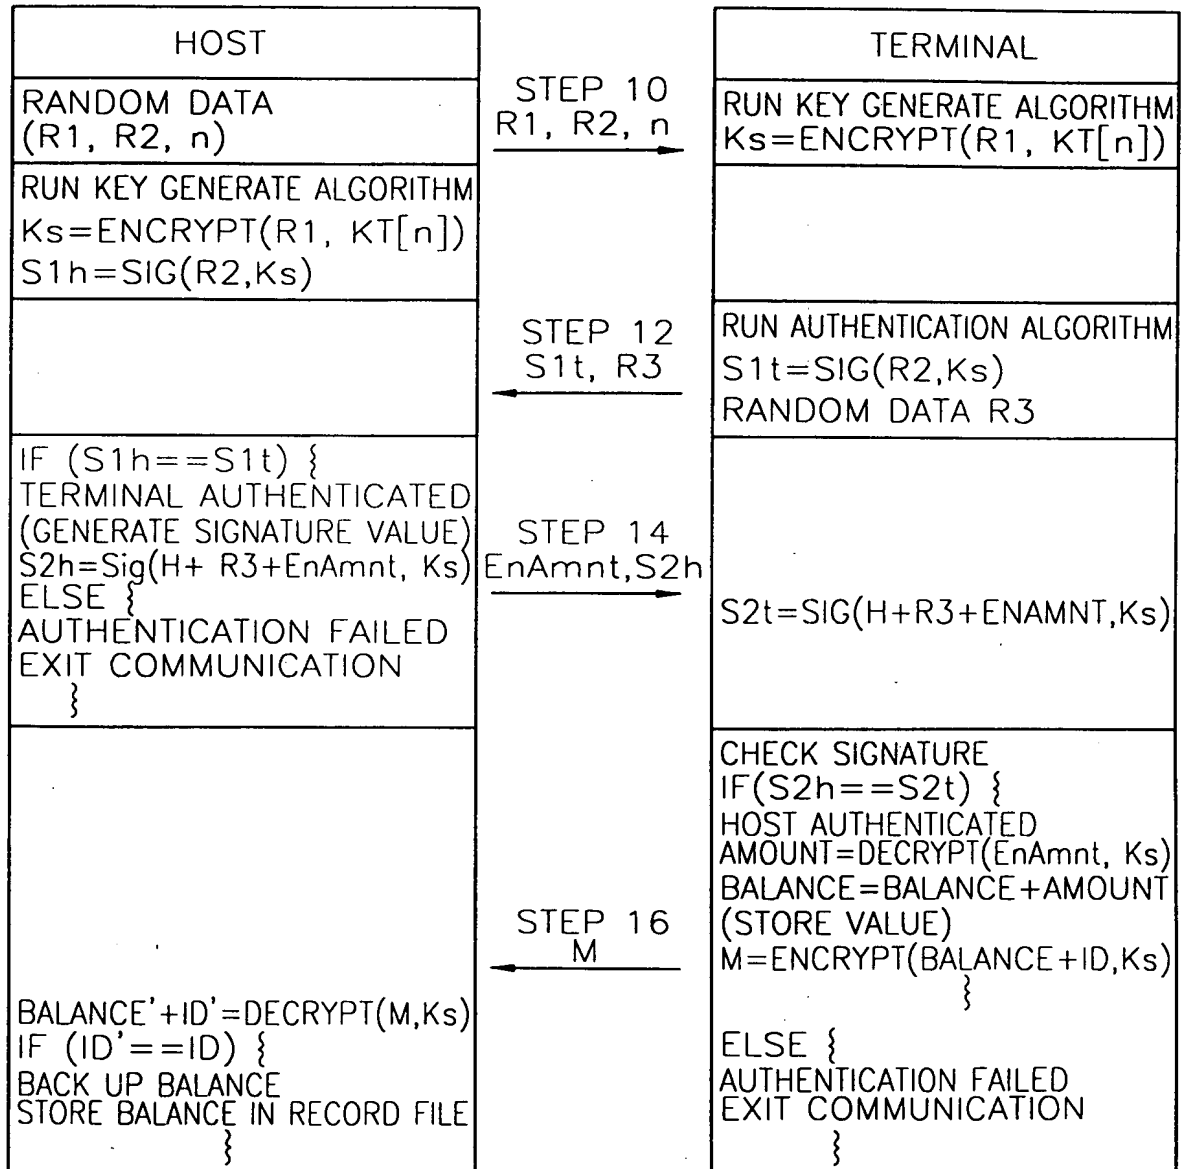 HOST
TERMINAL
RANDOM DATA
(R1, R2, n)
STEP 10
R1, R2, n
RUN KEY GENERATE ALGORITHM
Ks=ENCRYPT(R1, KT[n])
RUN KEY GENERATE ALGORITHM
Ks=ENCRYPT(R1, KT[n])
S1h=SIG(R2,Ks)
STEP 12
S1t, R3
RUN AUTHENTICATION ALGORITHM
S1t=SIG(R2,Ks)
RANDOM DATA R3
IF (S1h==S1t) {
TERMINAL AUTHENTICATED
(GENERATE SIGNATURE VALUE)
S2h=Sig(H+ R3+EnAmnt, Ks)
ELSE {
AUTHENTICATION FAILED
EXIT COMMUNICATION
}
STEP 14
EnAmnt,S2h
S2t=SIG(H+R3+ENAMNT,Ks)
CHECK SIGNATURE
IF(S2h==S2t) {
HOST AUTHENTICATED
AMOUNT=DECRYPT(EnAmnt, Ks)
BALANCE=BALANCE+AMOUNT
(STORE VALUE)
M=ENCRYPT(BALANCE+ID,Ks)
}
STEP 16
M
BALANCE'+ID'=DECRYPT(M,Ks)
IF (ID'==ID) {
BACK UP BALANCE
STORE BALANCE IN RECORD FILE
}
ELSE {
AUTHENTICATION FAILED
EXIT COMMUNICATION
}